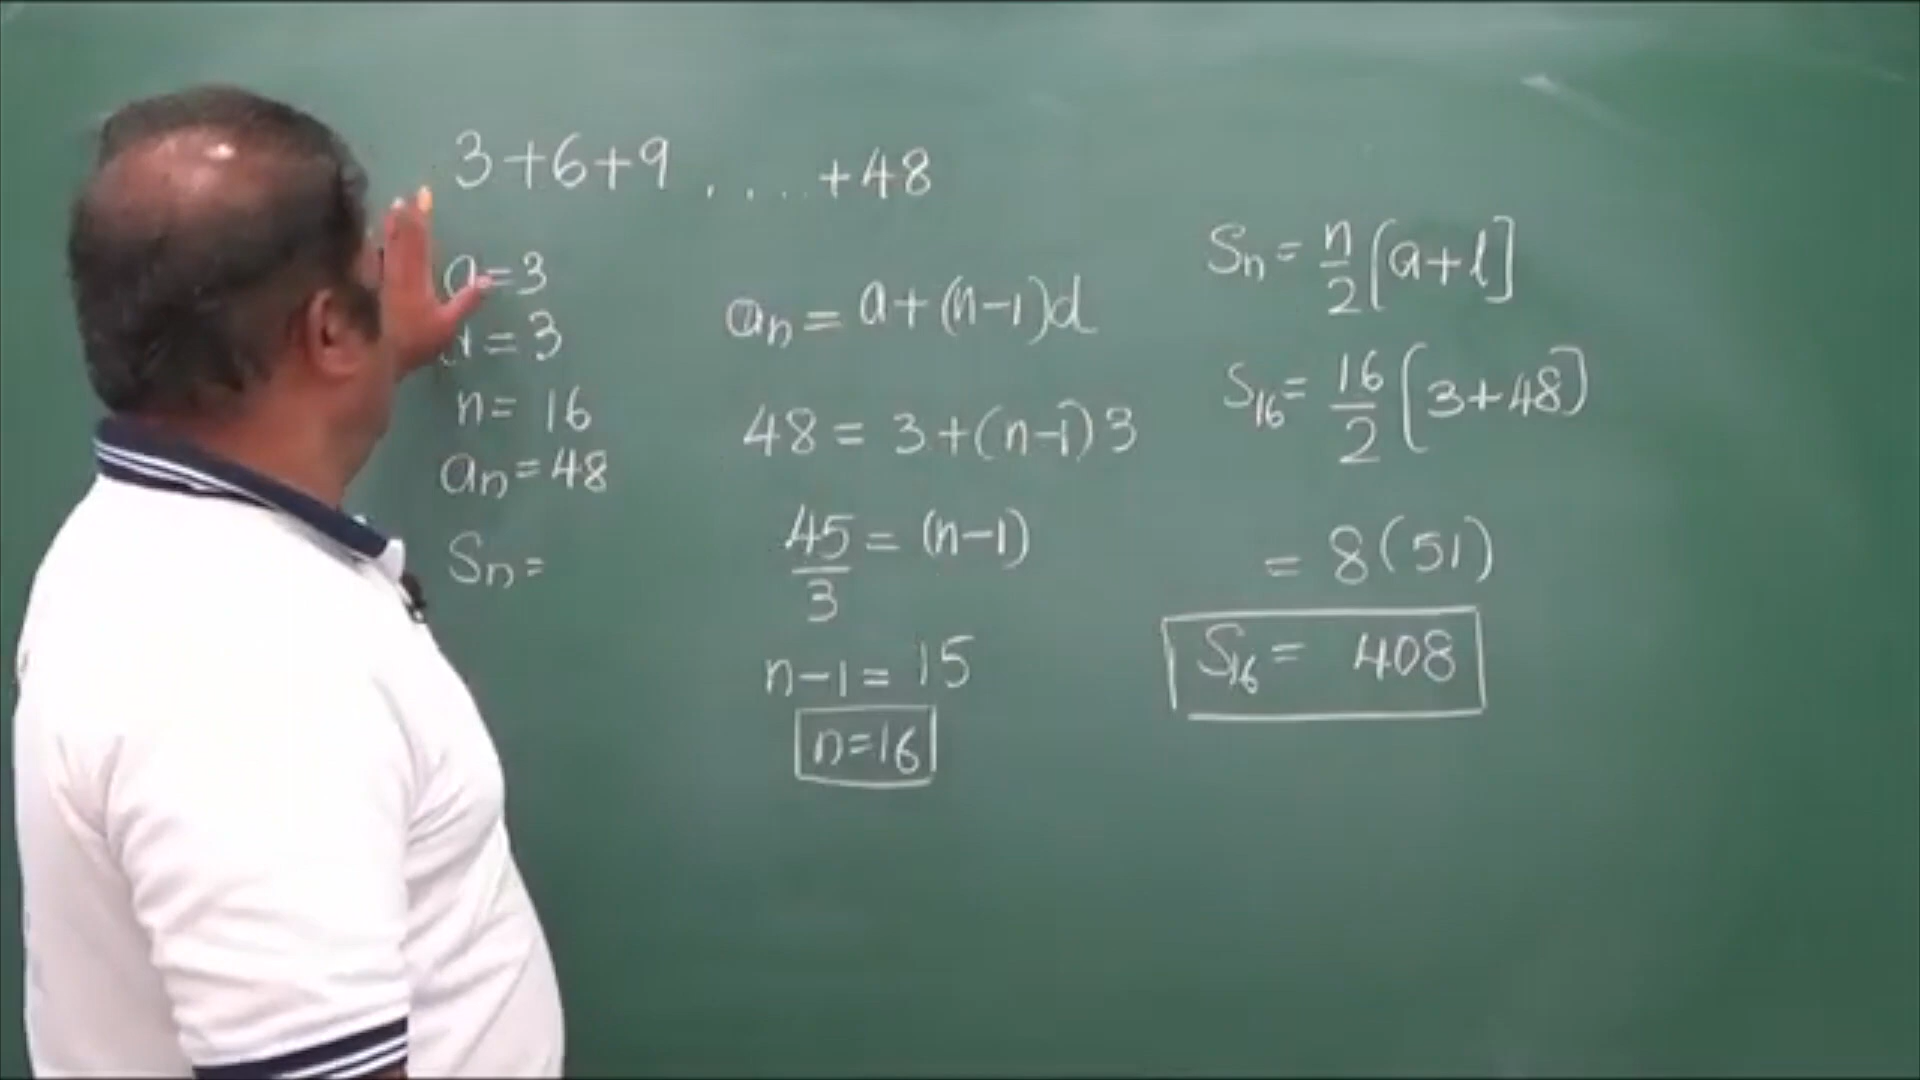 3+6+9 .... +48
a=3
d=3
n= 16
an=48
Sn=
an = a+(n-1)d
48 = 3+(n-1)3
45/3 = (n-1)
n-1= 15
n=16
Sn= n/2 [a+l]
S16= 16/2 (3+48)
= 8(51)
S16= 408